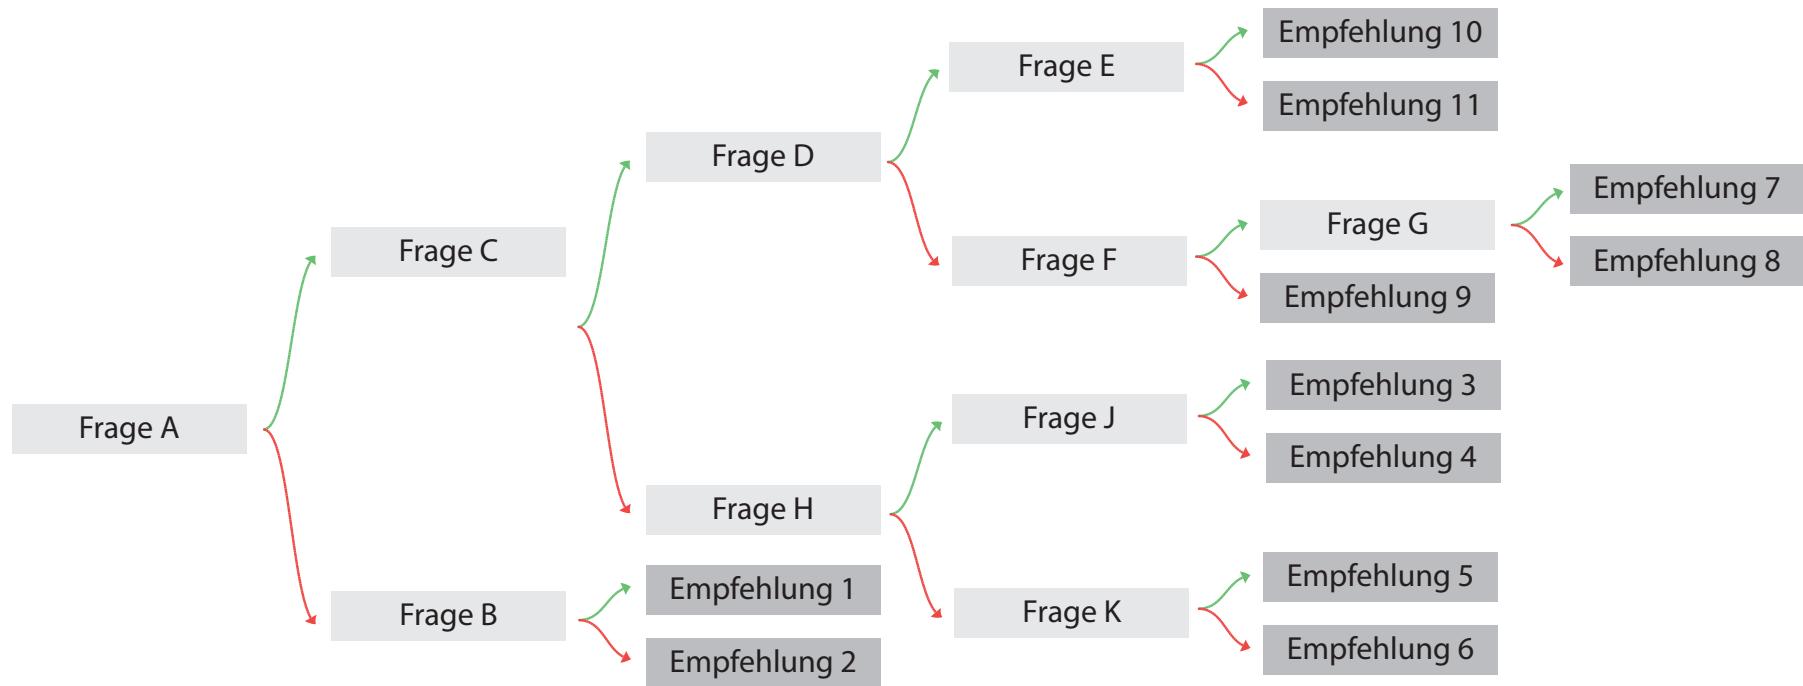 Empfehlung 10
Frage E
Empfehlung 11
Frage D
Empfehlung 7
Frage G
Frage C
Frage F
Empfehlung 8
Empfehlung 9
Empfehlung 3
Frage J
Frage A
Empfehlung 4
Frage H
Empfehlung 5
Empfehlung 1
Frage B
Frage K
Empfehlung 6
Empfehlung 2